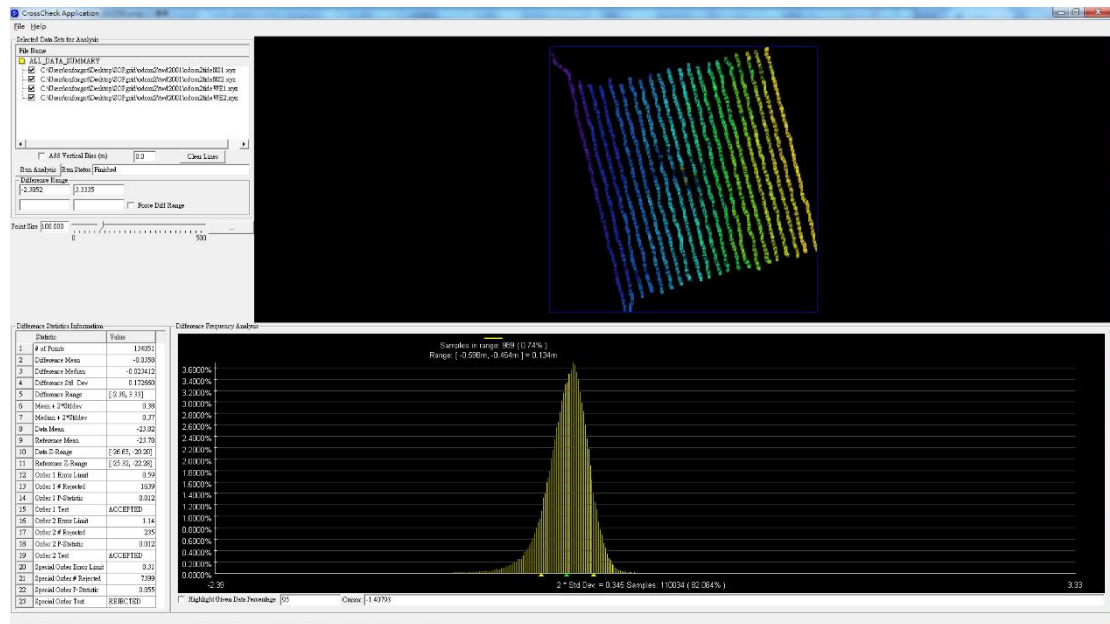 CrossCheck Application
File Help
Selected Data Sets for Analysis
File Name
ALL_DATA_SUMMARY
Add Vertical Bias (m) 0.0 Clear Lines
Run Analysis Run Status: Finished
Difference Range
-2.3852 3.3335
Force Diff Range
Point Size 100.000 ...
0 500
Difference Statistics Information
Statistic Value
1 # of Points 134051
2 Difference Mean -0.0358
3 Difference Median -0.023412
4 Difference Std. Dev 0.172660
5 Difference Range [-2.39, 3.33]
6 Mean + 2*Stddev 0.38
7 Median + 2*Stddev 0.37
8 Data Mean -23.82
9 Reference Mean -23.78
10 Data Z-Range [-26.65, -20.20]
11 Reference Z-Range [-25.32, -22.28]
12 Order 1 Error Limit 0.59
13 Order 1 # Rejected 1639
14 Order 1 P-Statistic 0.012
15 Order 1 Test ACCEPTED
16 Order 2 Error Limit 1.14
17 Order 2 # Rejected 235
18 Order 2 P-Statistic 0.012
19 Order 2 Test ACCEPTED
20 Special Order Error Limit 0.31
21 Special Order # Rejected 7399
22 Special Order P-Statistic 0.055
23 Special Order Test REJECTED
Difference Frequency Analysis
Samples in range: 989 ( 0.74% )
Range: [ -0.598m, -0.464m ] = 0.134m
3.6000%
3.4000%
3.2000%
3.0000%
2.8000%
2.6000%
2.4000%
2.2000%
2.0000%
1.8000%
1.6000%
1.4000%
1.2000%
1.0000%
0.8000%
0.6000%
0.4000%
0.2000%
0.0000%
-2.39 2 * Std Dev. = 0.345 Samples: 110034 ( 82.084% ) 3.33
Highlight Given Data Percentage 95 Cursor -1.40793